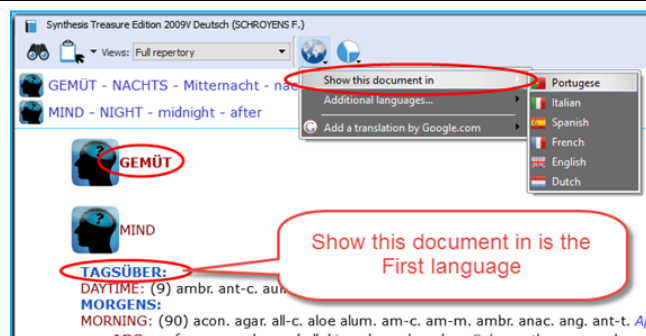 Synthesis Treasure Edition 2009V Deutsch (SCHROYENS F.)
Views: Full repertory
GEMÜT - NACHTS - Mitternacht -
MIND - NIGHT - midnight - after
Show this document in
Additional languages...
Add a translation by Google.com
Portugese
Italian
Spanish
French
English
Dutch
GEMÜT
MIND
Show this document in is the
First language
TAGSÜBER:
DAYTIME: (9) ambr. ant-c.
MORGENS:
MORNING: (90) acon. agar. all-c. aloe alum. am-c. am-m. ambr. anac. ang. ant-t.